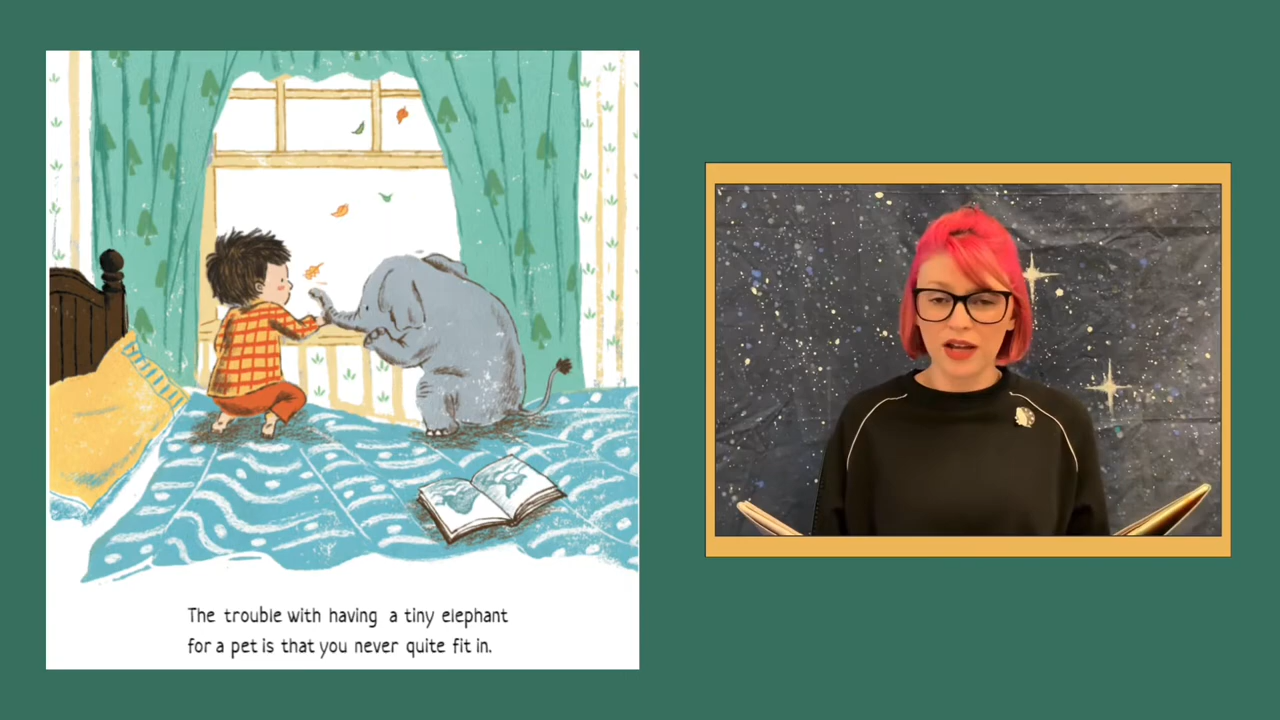 The trouble with having a tiny elephant
for a pet is that you never quite fit in.